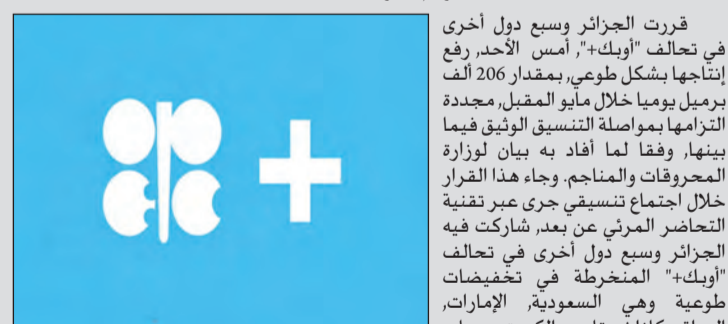 قررت الجزائر وسبع دول أخرى
في تحالف "أوبك+", أمس الأحد, رفع
إنتاجها بشكل طوعي, بمقدار 206 ألف
برميل يوميا خلال مايو المقبل, مجددة
التزامها بمواصلة التنسيق الوثيق فيما
بينها, وفقا لما أفاد به بيان لوزارة
المحروقات والمناجم. وجاء هذا القرار
خلال اجتماع تنسيقي جرى عبر تقنية
التحاضر المرئي عن بعد, شاركت فيه
الجزائر وسبع دول أخرى في تحالف
"أوبك+" المنخرطة في تخفيضات
طوعية وهي السعودية, الإمارات,